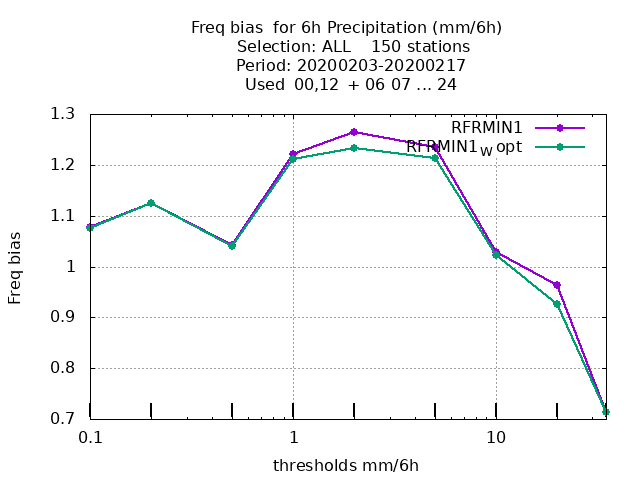 Freq bias  for 6h Precipitation (mm/6h)
Selection: ALL    150 stations
Period: 20200203-20200217
Used  00,12  + 06 07 ... 24
RFRMIN1
RFRMIN1W opt
1.3
1.2
1.1
1
0.9
0.8
0.7
Freq bias
0.1 1 10
thresholds mm/6h